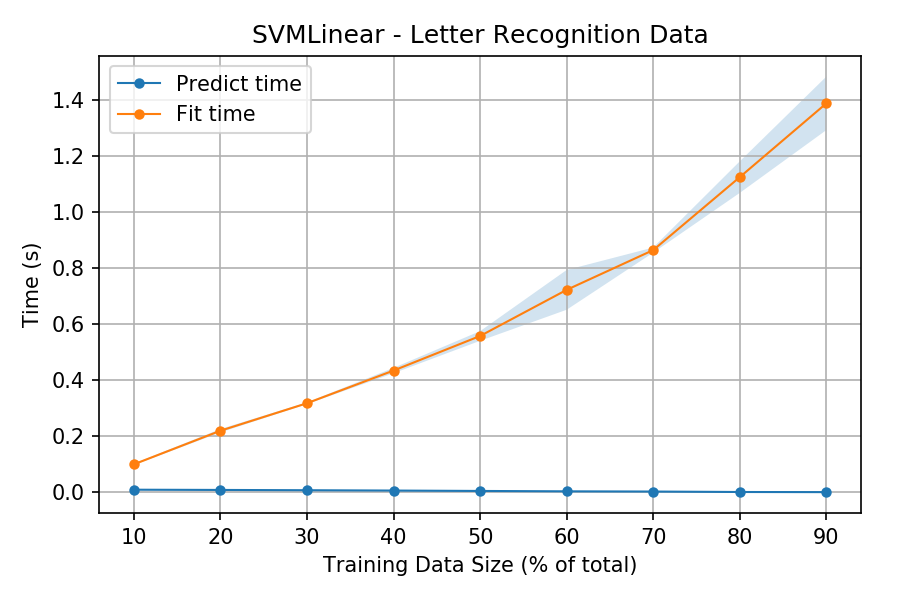 SVMLinear - Letter Recognition Data
Predict time
Fit time
1.4
1.2
1.0
0.8
0.6
0.4
0.2
0.0
Time (s)
10 20 30 40 50 60 70 80 90
Training Data Size (% of total)